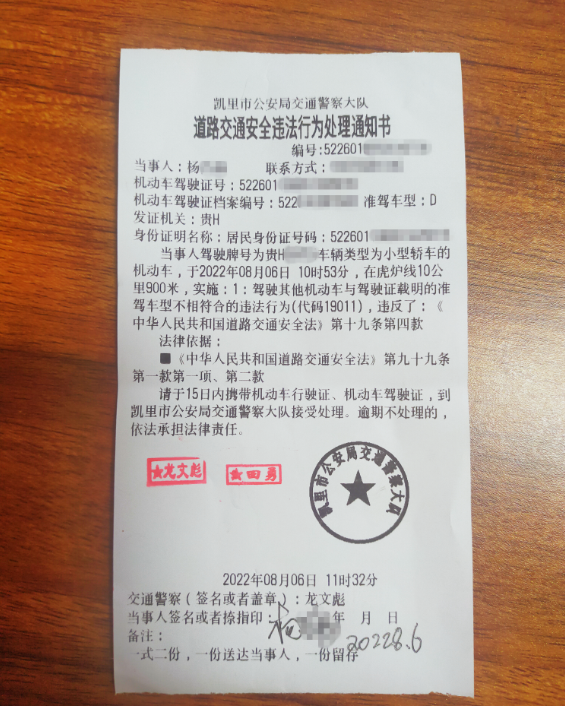 凯里市公安局交通警察大队
道路交通安全违法行为处理通知书
编号:522601
当事人:杨 联系方式:
机动车驾驶证号:522601
机动车驾驶证档案编号:522 准驾车型:D
发证机关:贵H
身份证明名称:居民身份证号码:522601
当事人驾驶牌号为贵H 车辆类型为小型轿车的
机动车,于2022年08月06日 10时53分,在虎炉线10公
里900米,实施:1:驾驶其他机动车与驾驶证载明的准
驾车型不相符合的违法行为(代码19011),违反了:《
中华人民共和国道路交通安全法》第十九条第四款
法律依据:
■《中华人民共和国道路交通安全法》第九十九条
第一款第一项、第二款
请于15日内携带机动车行驶证、机动车驾驶证,到
凯里市公安局交通警察大队接受处理。逾期不处理的,
依法承担法律责任。
★龙文彪 ★田勇
凯里市公安局交通警察大队
2022年08月06日 11时32分
交通警察(签名或者盖章):龙文彪
当事人签名或者捺指印: 杨 年 月 日
备注: 2022 8.6
一式二份,一份送达当事人,一份留存